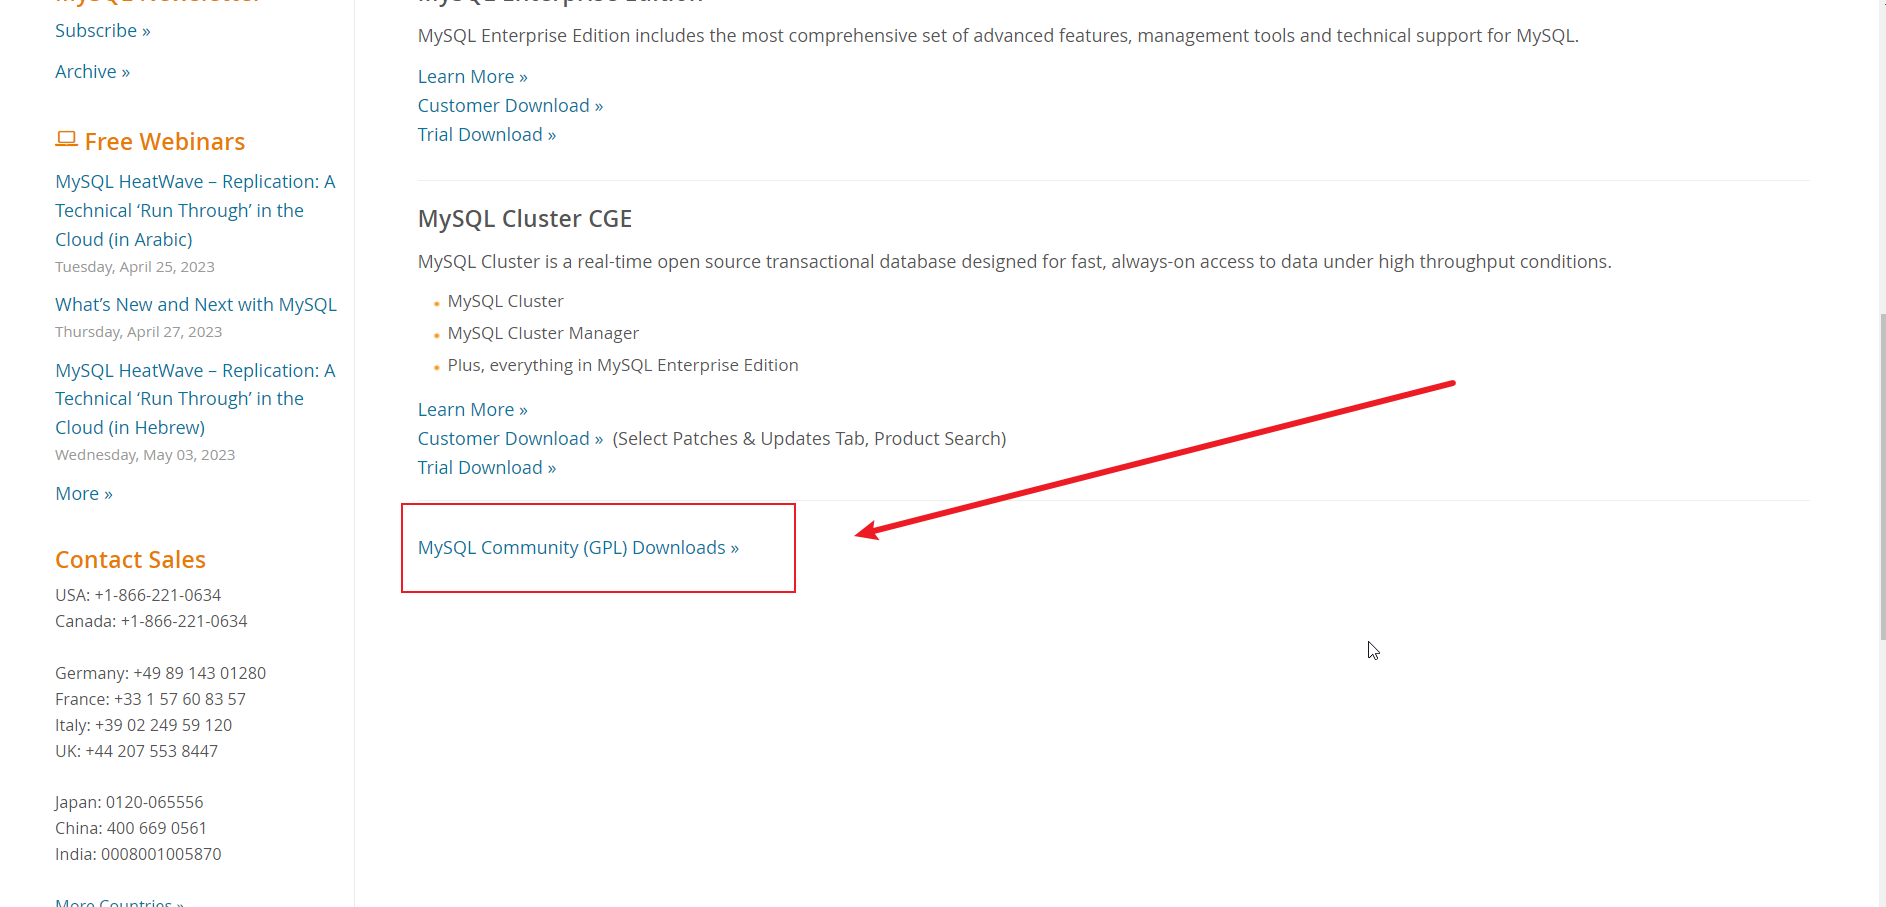 MySQL Newsletter
Subscribe »
Archive »
Free Webinars
MySQL HeatWave – Replication: A
Technical ‘Run Through’ in the
Cloud (in Arabic)
Tuesday, April 25, 2023
What’s New and Next with MySQL
Thursday, April 27, 2023
MySQL HeatWave – Replication: A
Technical ‘Run Through’ in the
Cloud (in Hebrew)
Wednesday, May 03, 2023
More »
Contact Sales
USA: +1-866-221-0634
Canada: +1-866-221-0634
Germany: +49 89 143 01280
France: +33 1 57 60 83 57
Italy: +39 02 249 59 120
UK: +44 207 553 8447
Japan: 0120-065556
China: 400 669 0561
India: 0008001005870
More Countries »
MySQL Enterprise Edition
MySQL Enterprise Edition includes the most comprehensive set of advanced features, management tools and technical support for MySQL.
Learn More »
Customer Download »
Trial Download »
MySQL Cluster CGE
MySQL Cluster is a real-time open source transactional database designed for fast, always-on access to data under high throughput conditions.
MySQL Cluster
MySQL Cluster Manager
Plus, everything in MySQL Enterprise Edition
Learn More »
Customer Download » (Select Patches & Updates Tab, Product Search)
Trial Download »
MySQL Community (GPL) Downloads »